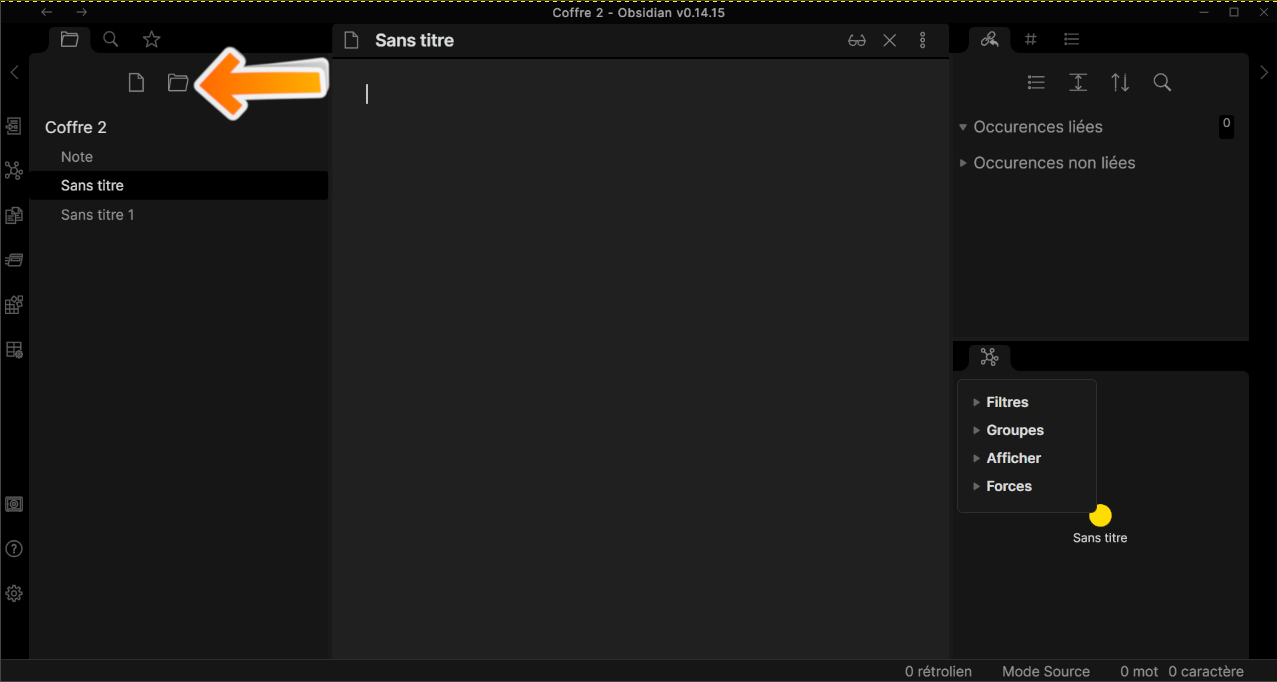 Coffre 2 - Obsidian v0.14.15
Sans titre
Coffre 2
Note
Sans titre
Sans titre 1
Occurences liées
0
Occurences non liées
Filtres
Groupes
Afficher
Forces
Sans titre
0 rétrolien
Mode Source
0 mot
0 caractère